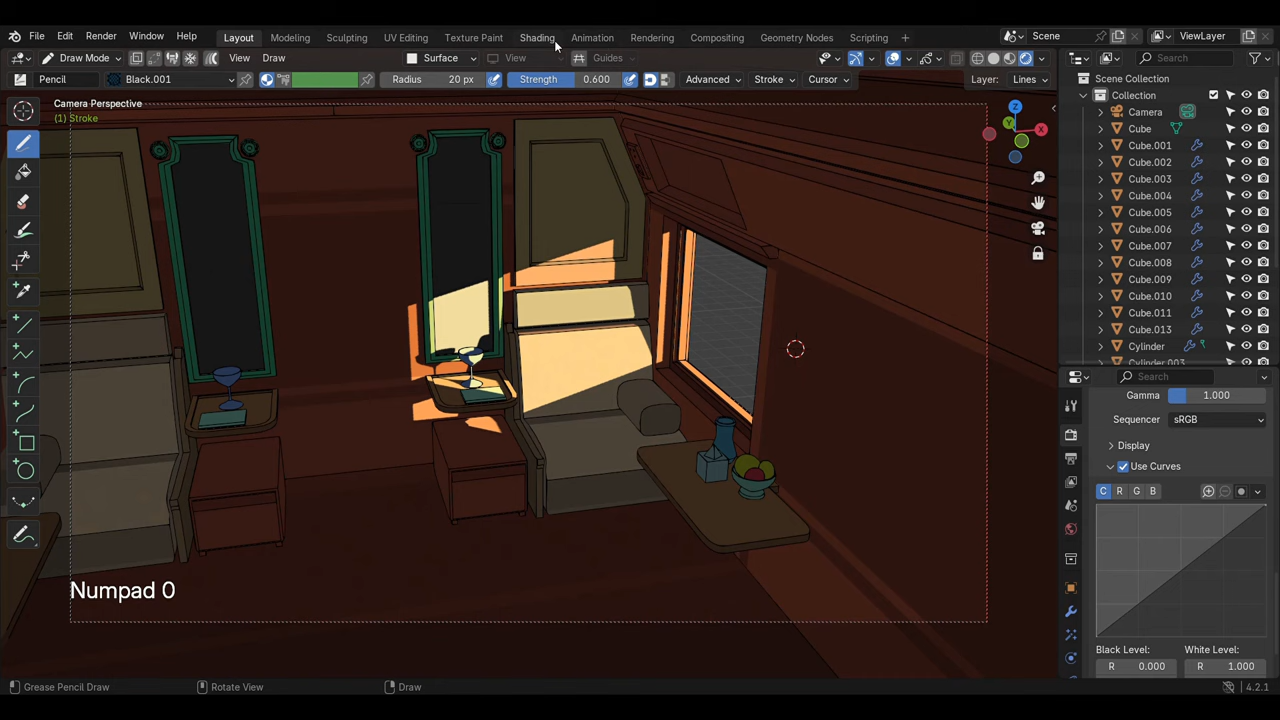 File Edit Render Window Help Layout Modeling Sculpting UV Editing Texture Paint Shading Animation Rendering Compositing Geometry Nodes Scripting + Scene ViewLayer
Draw Mode View Draw Surface View Guides Search
Pencil Black.001 Radius 20 px Strength 0.600 Advanced Stroke Cursor Layer: Lines
Scene Collection
Collection
Camera Perspective
(1) Stroke
Z
Y
X
Camera
Cube
Cube.001
Cube.002
Cube.003
Cube.004
Cube.005
Cube.006
Cube.007
Cube.008
Cube.009
Cube.010
Cube.011
Cube.013
Cylinder
Cylinder.003
Search
Gamma 1.000
Sequencer sRGB
Display
Use Curves
C R G B
Numpad 0
Black Level: White Level:
R 0.000 R 1.000
Grease Pencil Draw Rotate View Draw 4.2.1